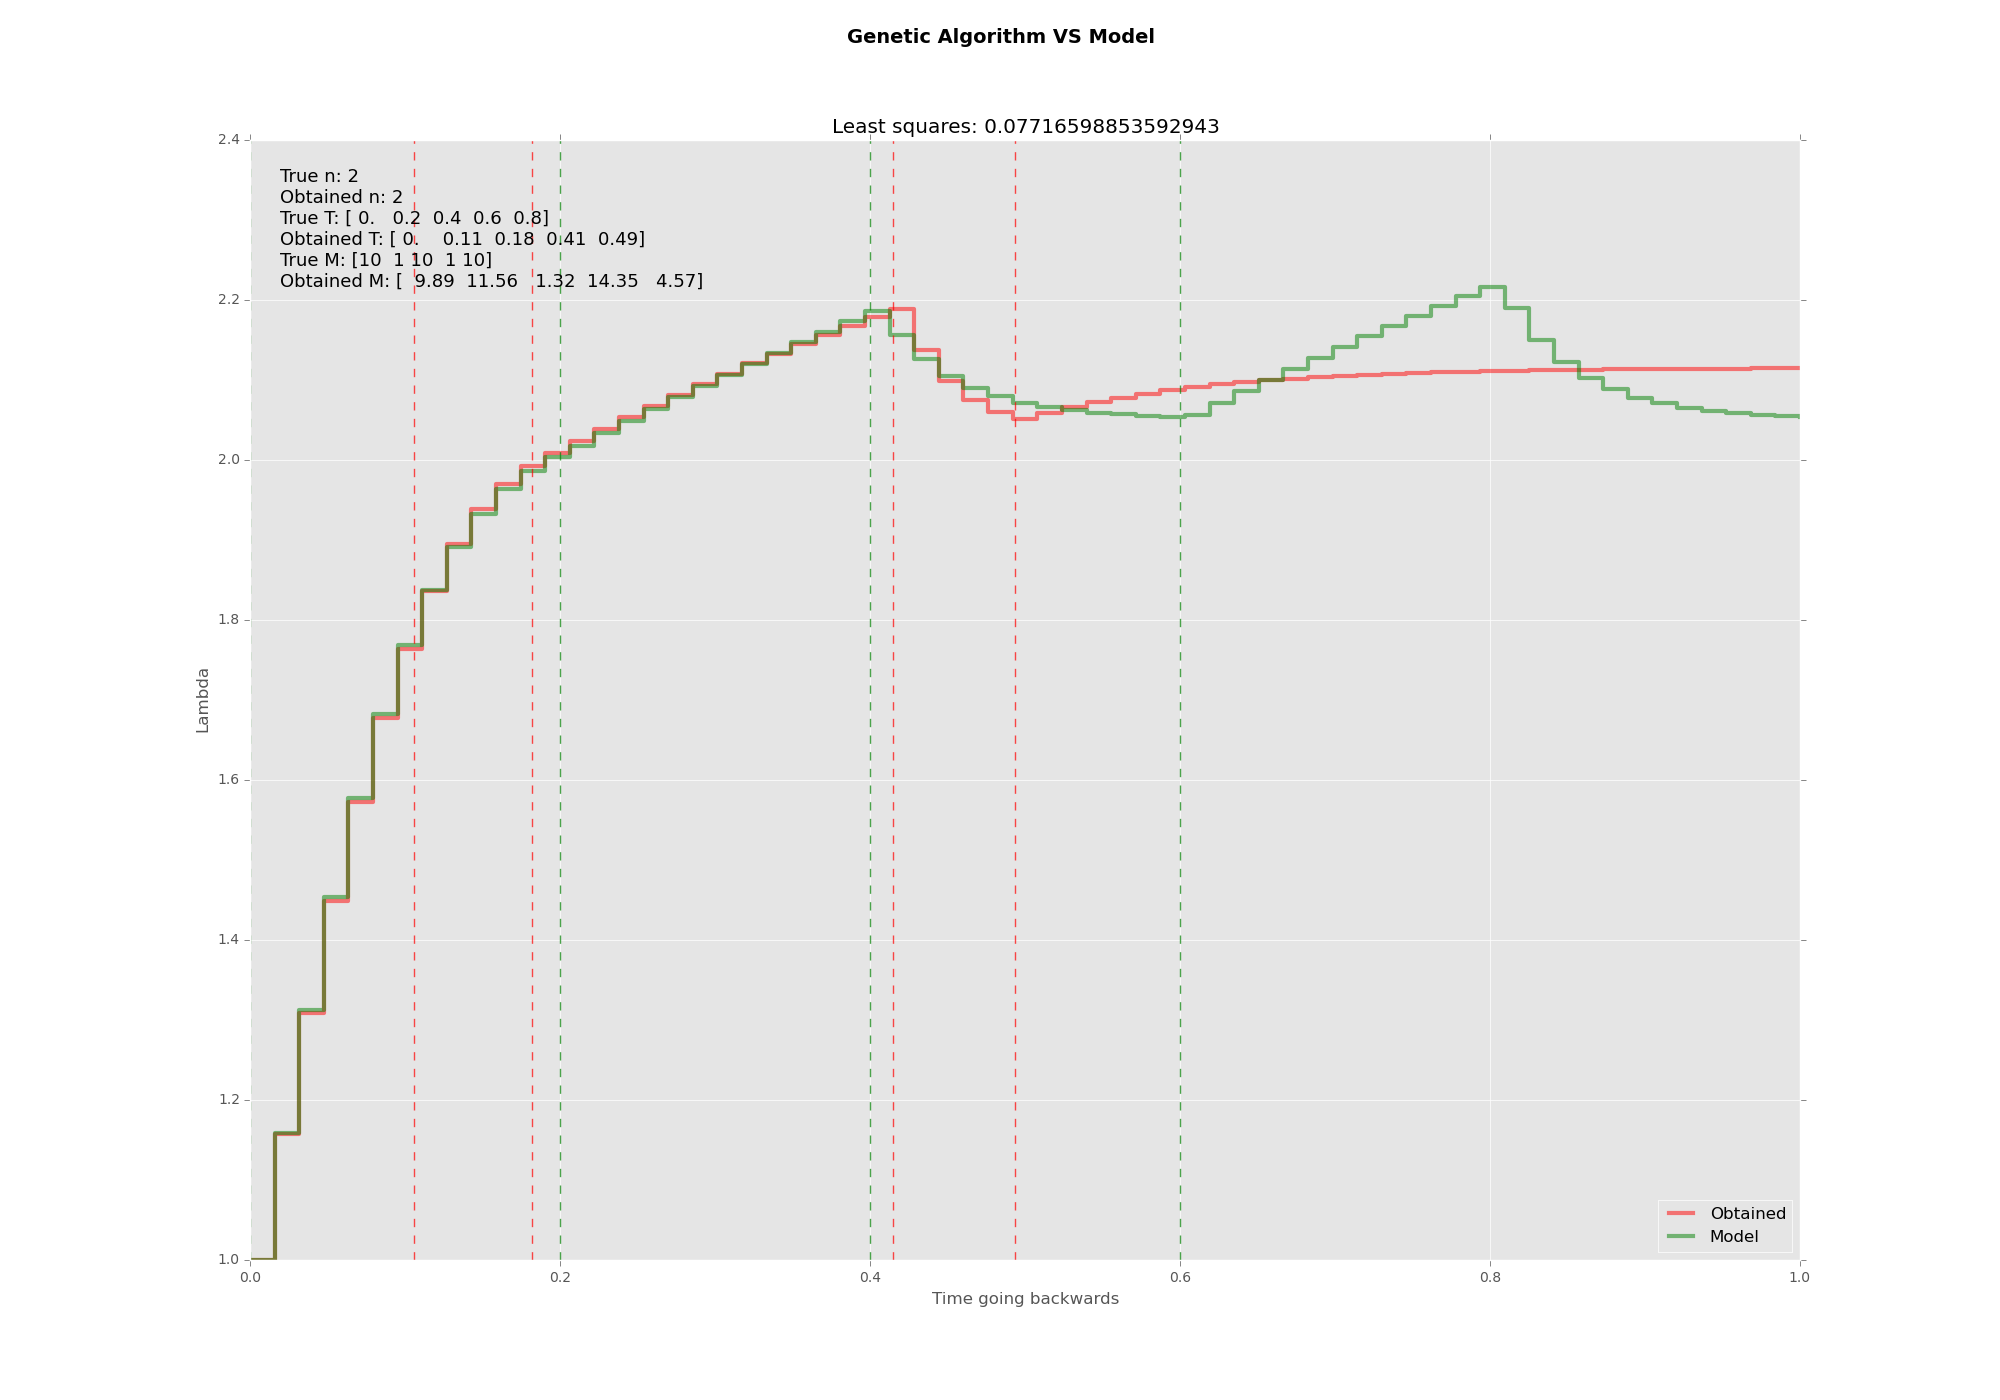 Genetic Algorithm VS Model
Least squares: 0.07716598853592943
2.4
True n: 2
Obtained n: 2
True T: [ 0.   0.2  0.4  0.6  0.8]
Obtained T: [ 0.    0.11  0.18  0.41  0.49]
True M: [10  1 10  1 10]
Obtained M: [  9.89  11.56   1.32  14.35   4.57]
2.2
2.0
1.8
Lambda
1.6
1.4
1.2
Obtained
Model
1.0
0.0 0.2 0.4 0.6 0.8 1.0
Time going backwards